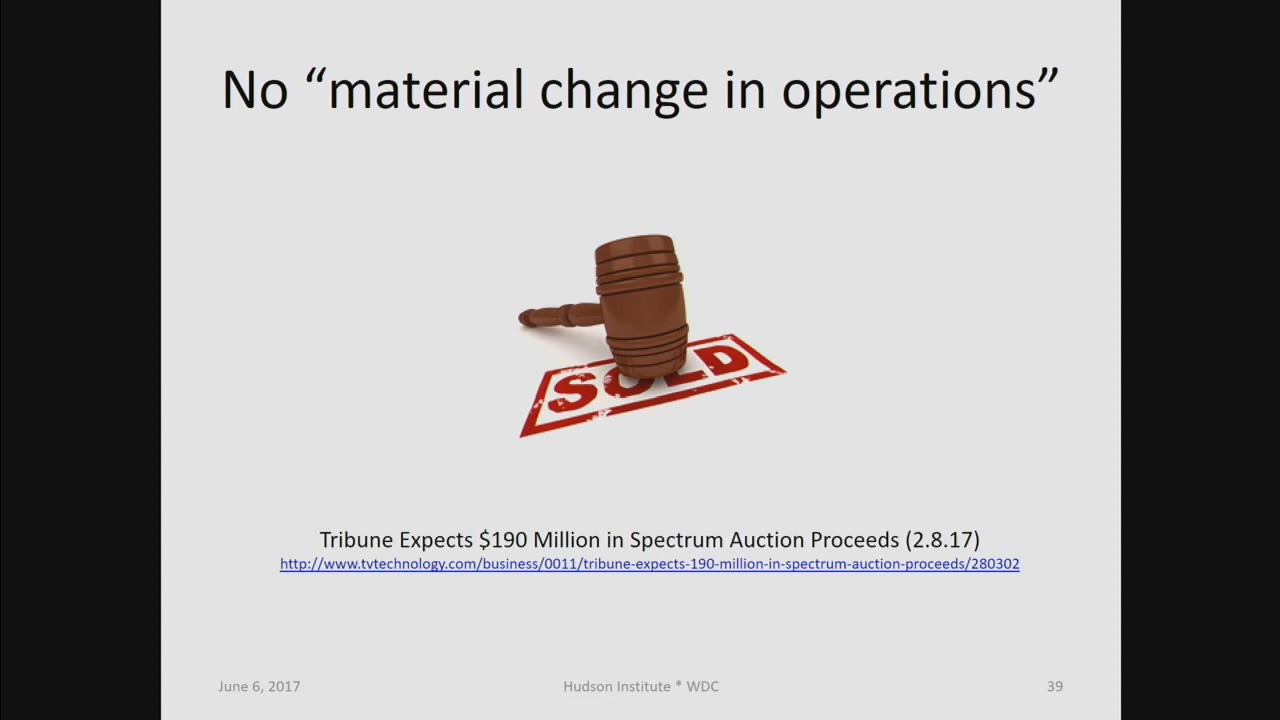 No “material change in operations”
SOLD
Tribune Expects $190 Million in Spectrum Auction Proceeds (2.8.17)
http://www.tvtechnology.com/business/0011/tribune-expects-190-million-in-spectrum-auction-proceeds/280302
June 6, 2017
Hudson Institute * WDC
39